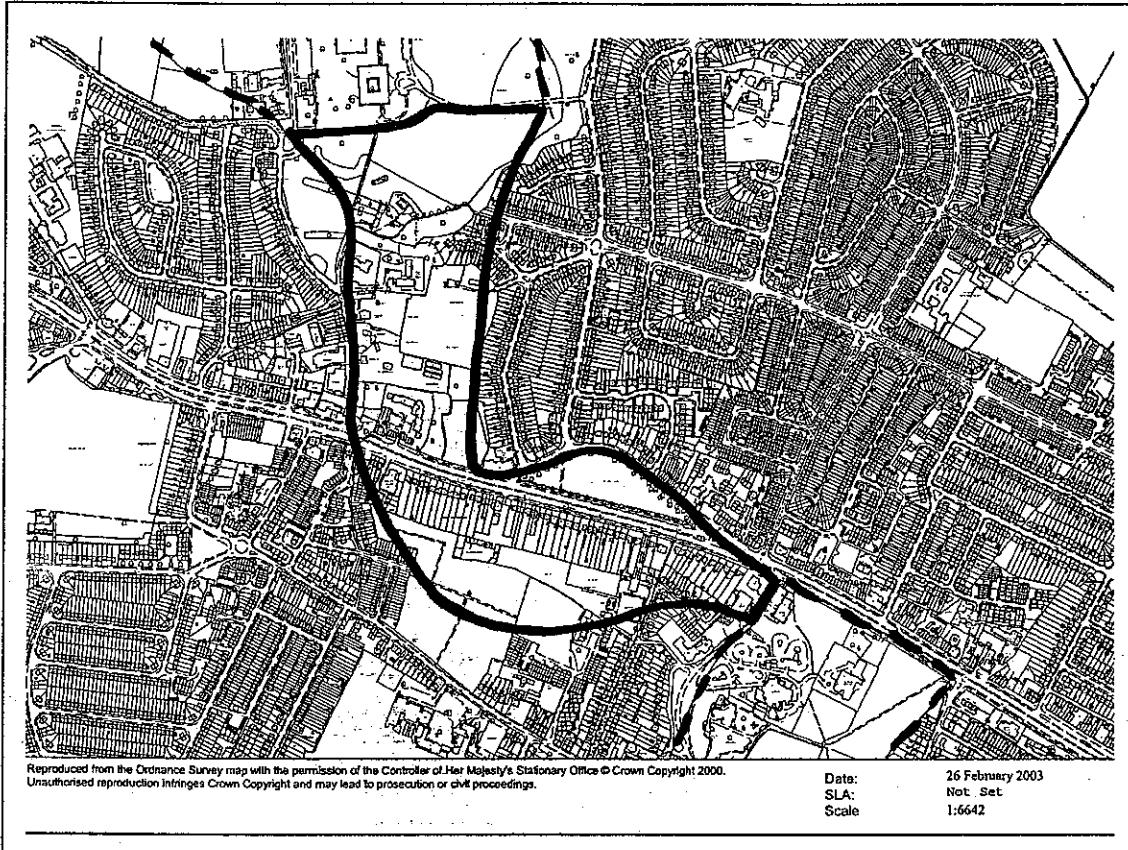 Reproduced from the Ordnance Survey map with the permission of the Controller of Her Majesty's Stationary Office © Crown Copyright 2000.
Unauthorised reproduction infringes Crown Copyright and may lead to prosecution or civil proceedings.
Date: 26 February 2003
SLA: Not Set
Scale 1:6642